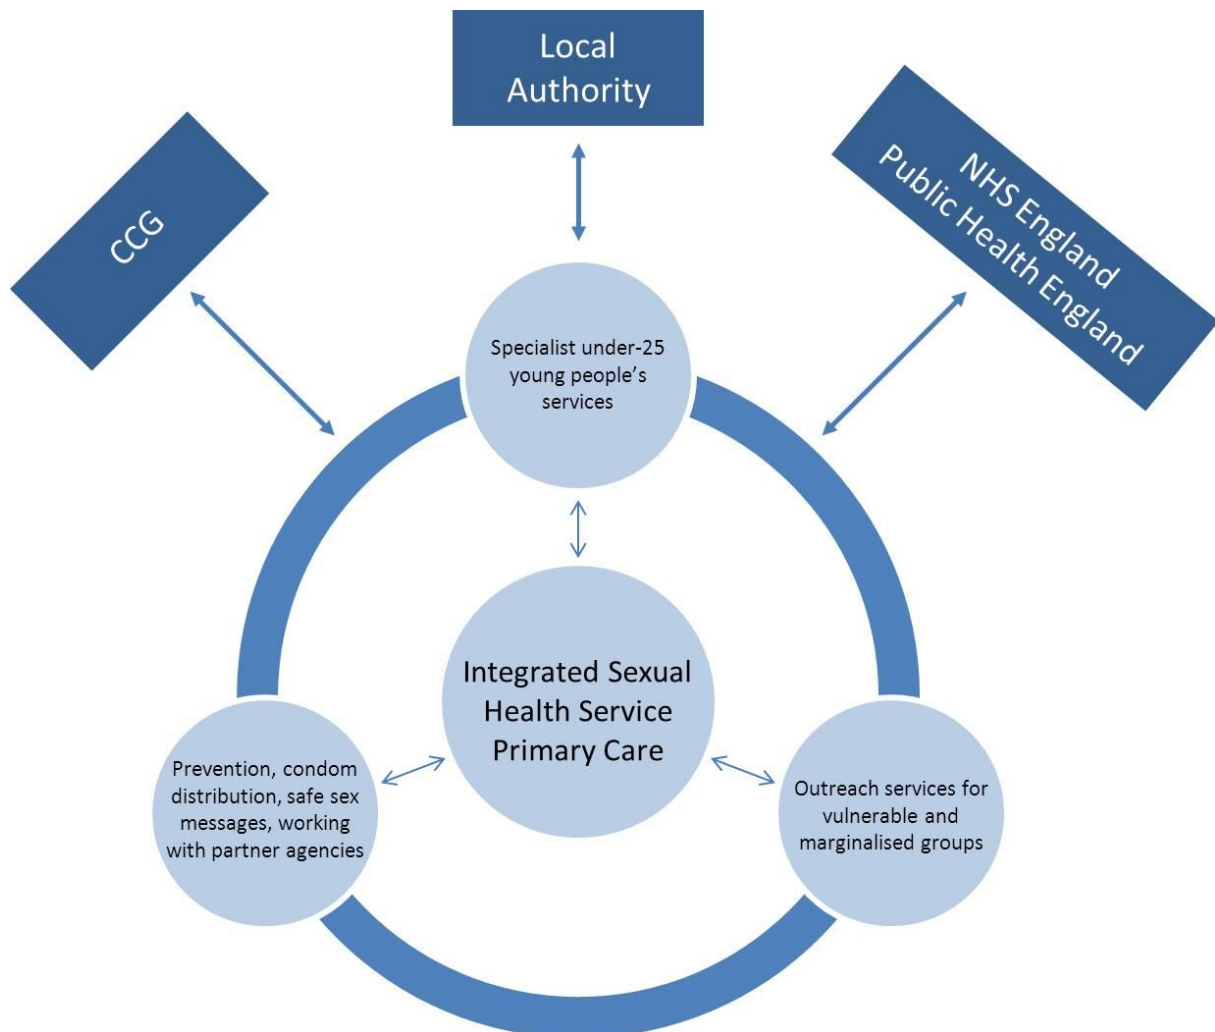 Local
Authority
CCG
NHS England
Public Health England
Specialist under-25
young people’s
services
Integrated Sexual
Health Service
Primary Care
Prevention, condom
distribution, safe sex
messages, working
with partner agencies
Outreach services for
vulnerable and
marginalised groups